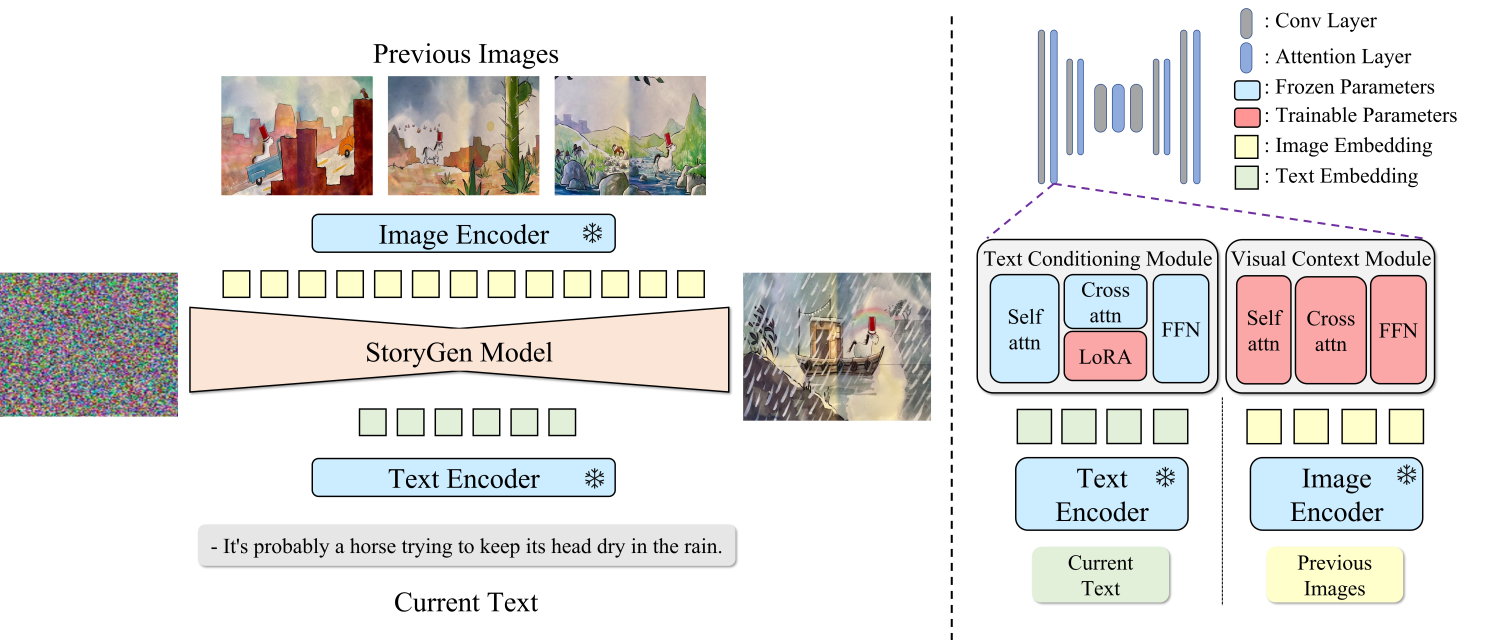 Previous Images
Image Encoder
StoryGen Model
Text Encoder
- It's probably a horse trying to keep its head dry in the rain.
Current Text
: Conv Layer
: Attention Layer
: Frozen Parameters
: Trainable Parameters
: Image Embedding
: Text Embedding
Text Conditioning Module
Self
attn
Cross
attn
LoRA
FFN
Visual Context Module
Self
attn
Cross
attn
FFN
Text
Encoder
Image
Encoder
Current
Text
Previous
Images